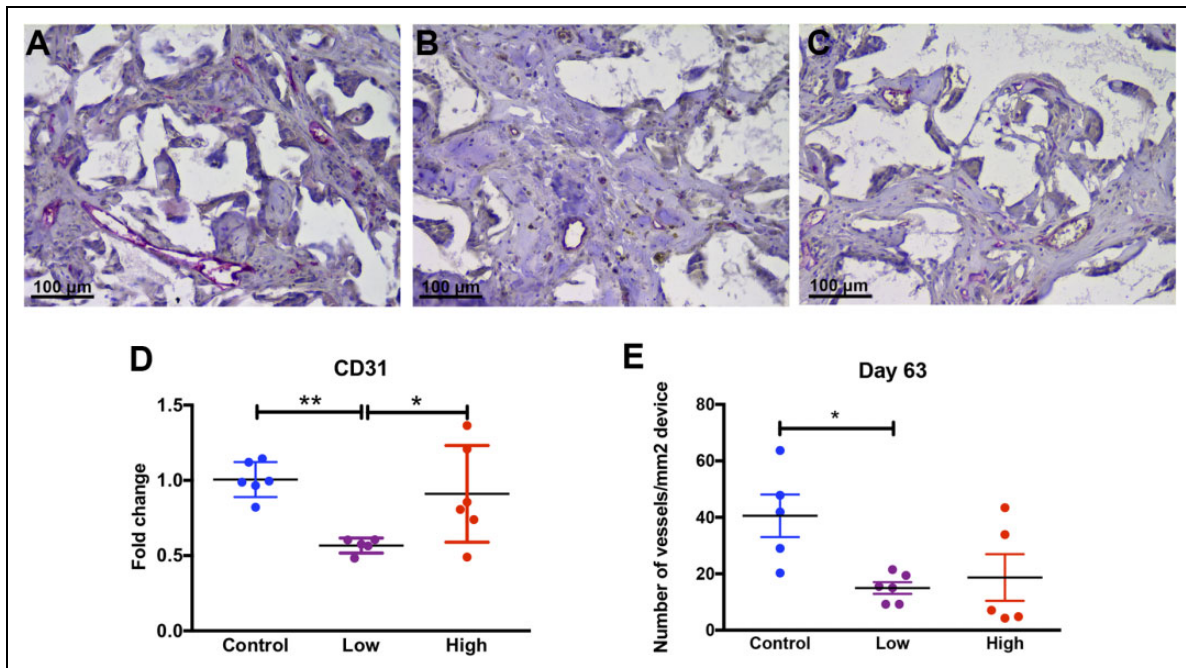 A
B
C
100 µm
100 µm
100 µm
D
CD31
**
*
Fold change
1.5
1.0
0.5
0.0
Control
Low
High
E
Day 63
*
Number of vessels/mm2 device
80
60
40
20
0
Control
Low
High